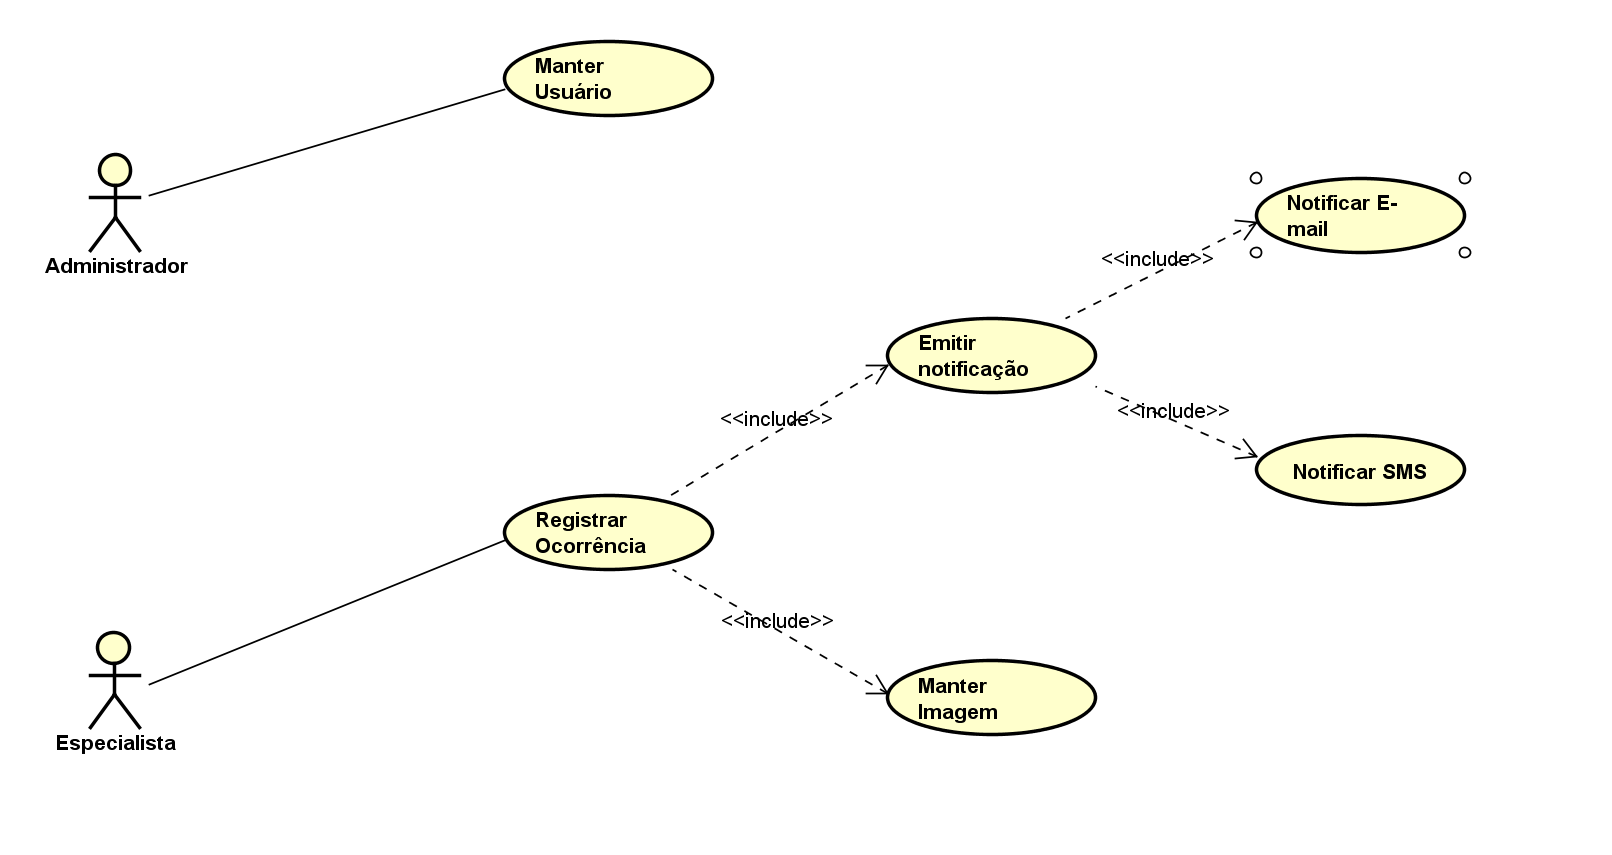 Manter
Usuário
Administrador
Notificar E-
mail
<<include>>
Emitir
notificação
<<include>>
<<include>>
Notificar SMS
Registrar
Ocorrência
<<include>>
Manter
Imagem
Especialista